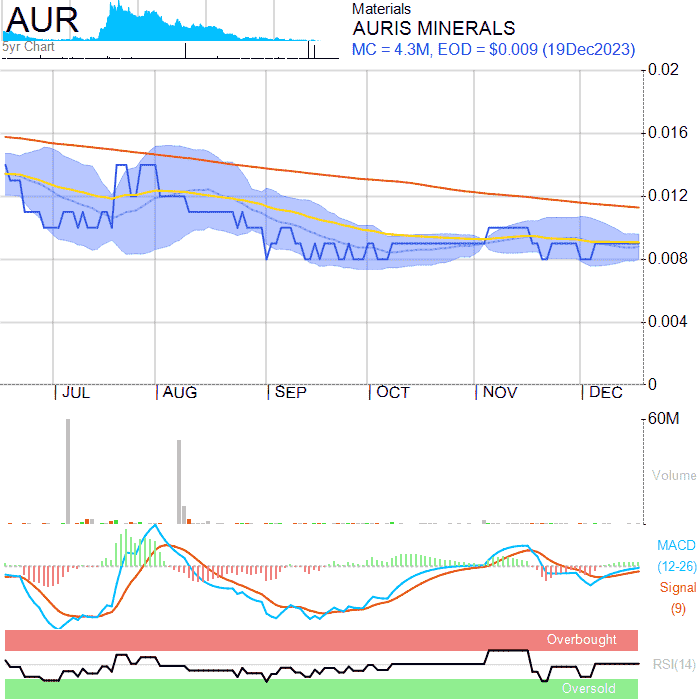 AUR
5yr Chart
Materials
AURIS MINERALS
MC = 4.3M, EOD = $0.009 (19Dec2023)
0.02
0.016
0.012
0.008
0.004
0
JUL AUG SEP OCT NOV DEC
60M
Volume
MACD
(12-26)
Signal
(9)
Overbought
RSI(14)
Oversold